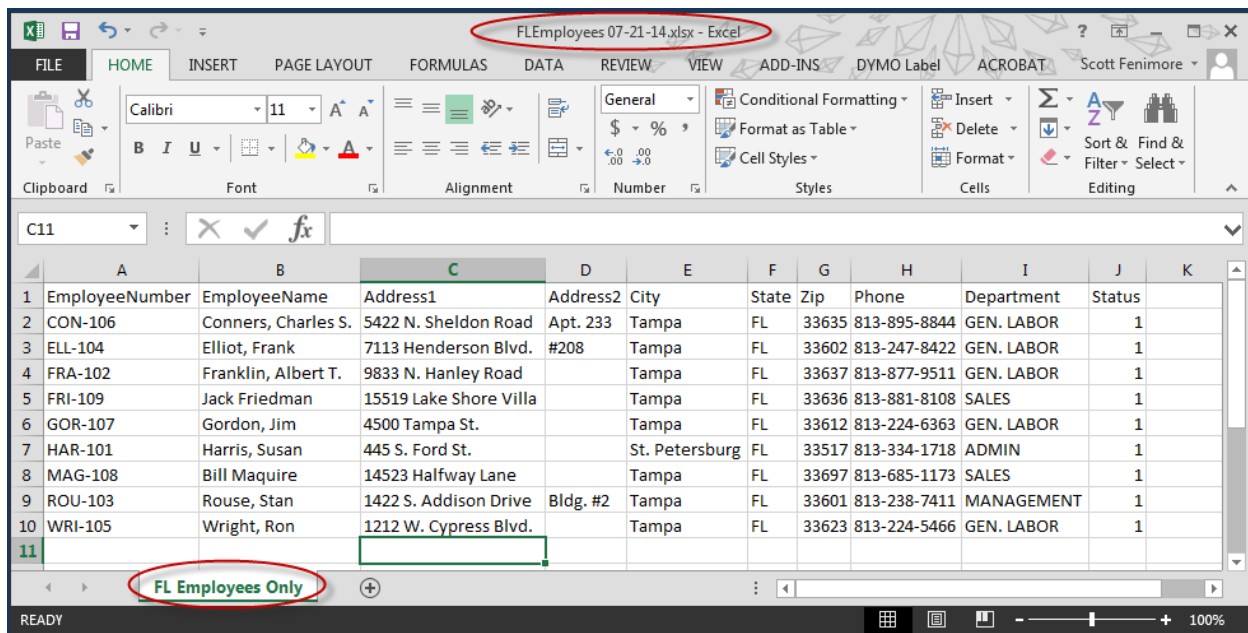 FLEmployees 07-21-14.xlsx - Excel ?
FILE HOME INSERT PAGE LAYOUT FORMULAS DATA REVIEW VIEW ADD-INS DYMO Label ACROBAT Scott Fenimore
Calibri 11 A A General Conditional Formatting Insert Σ A Z
Paste B I U A $ % , Format as Table Delete Sort & Find &
.0 .00 .00 .0 Cell Styles Format Filter Select
Clipboard Font Alignment Number Styles Cells Editing
C11 fx
A B C D E F G H I J K
1 EmployeeNumber EmployeeName Address1 Address2 City State Zip Phone Department Status
2 CON-106 Conners, Charles S. 5422 N. Sheldon Road Apt. 233 Tampa FL 33635 813-895-8844 GEN. LABOR 1
3 ELL-104 Elliot, Frank 7113 Henderson Blvd. #208 Tampa FL 33602 813-247-8422 GEN. LABOR 1
4 FRA-102 Franklin, Albert T. 9833 N. Hanley Road Tampa FL 33637 813-877-9511 GEN. LABOR 1
5 FRI-109 Jack Friedman 15519 Lake Shore Villa Tampa FL 33636 813-881-8108 SALES 1
6 GOR-107 Gordon, Jim 4500 Tampa St. Tampa FL 33612 813-224-6363 GEN. LABOR 1
7 HAR-101 Harris, Susan 445 S. Ford St. St. Petersburg FL 33517 813-334-1718 ADMIN 1
8 MAG-108 Bill Maquire 14523 Halfway Lane Tampa FL 33697 813-685-1173 SALES 1
9 ROU-103 Rouse, Stan 1422 S. Addison Drive Bldg. #2 Tampa FL 33601 813-238-7411 MANAGEMENT 1
10 WRI-105 Wright, Ron 1212 W. Cypress Blvd. Tampa FL 33623 813-224-5466 GEN. LABOR 1
11
FL Employees Only
READY 100%